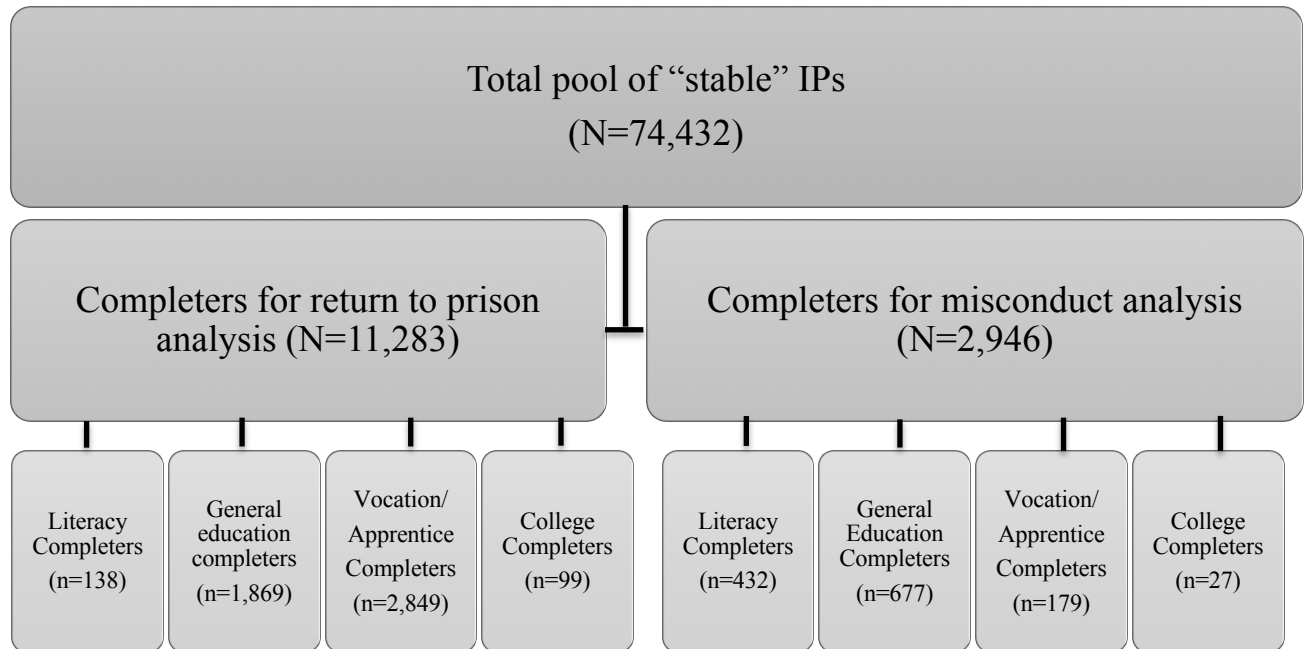 Total pool of “stable” IPs
(N=74,432)
Completers for return to prison
analysis (N=11,283)
Completers for misconduct analysis
(N=2,946)
Literacy
Completers
(n=138)
General
education
completers
(n=1,869)
Vocation/
Apprentice
Completers
(n=2,849)
College
Completers
(n=99)
Literacy
Completers
(n=432)
General
Education
Completers
(n=677)
Vocation/
Apprentice
Completers
(n=179)
College
Completers
(n=27)